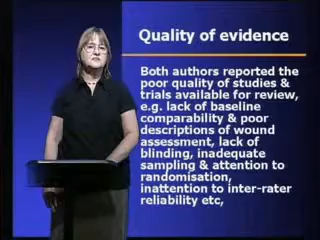 Quality of evidence
Both authors reported the
poor quality of studies &
trials available for review,
e.g. lack of baseline
comparability & poor
descriptions of wound
assessment, lack of
blinding, inadequate
sampling & attention to
randomisation,
inattention to inter-rater
reliability etc,